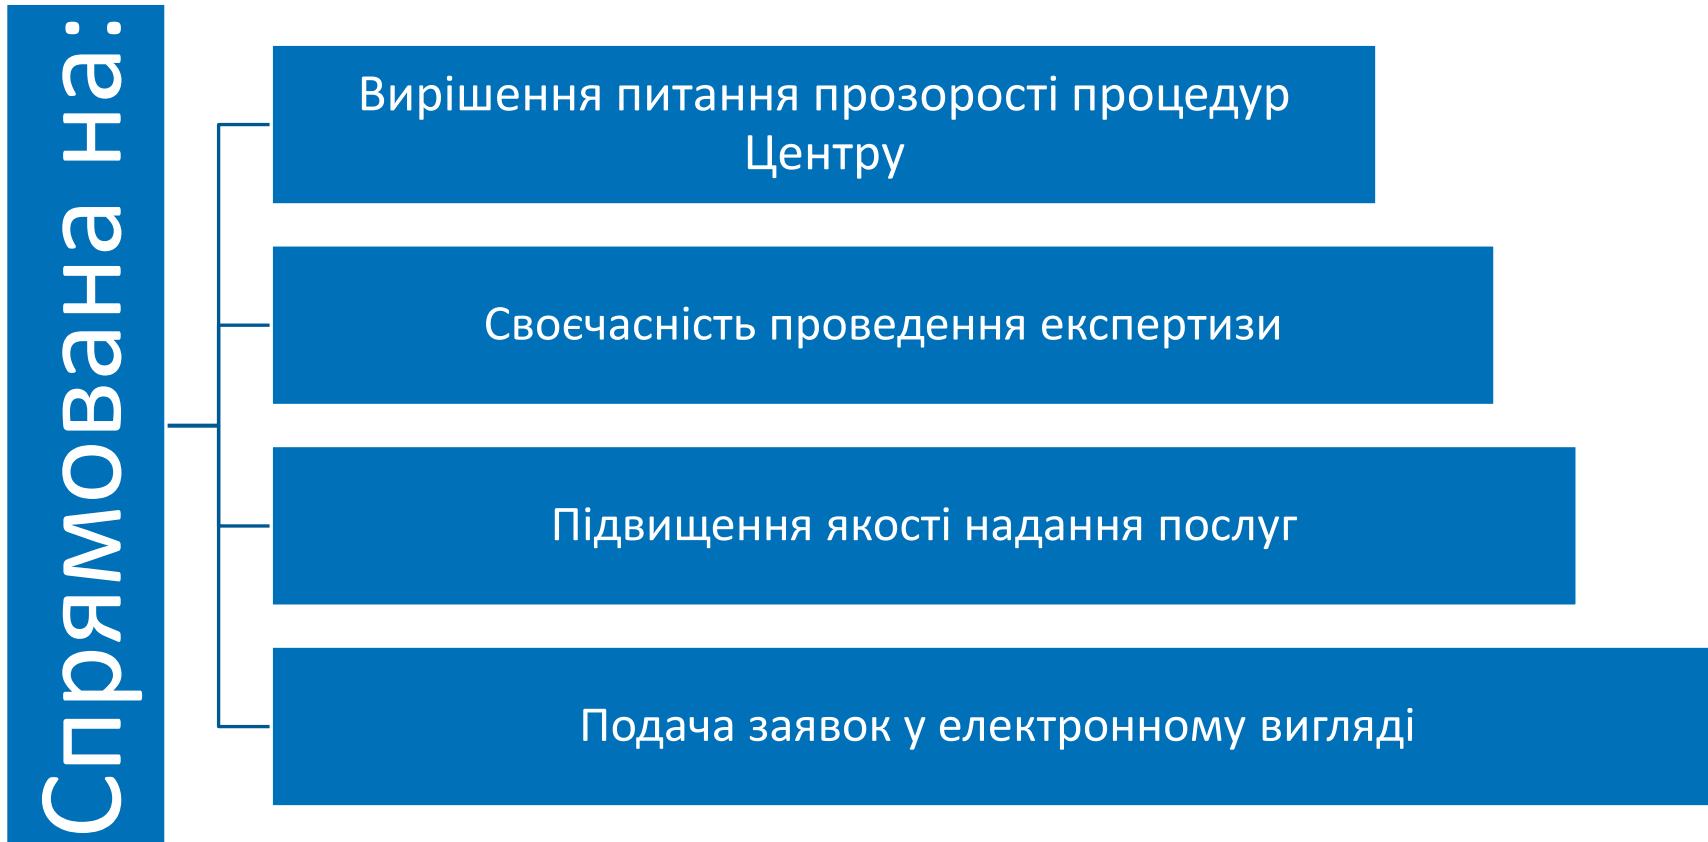 Спрямована на:
Вирішення питання прозорості процедур
Центру
Своєчасність проведення експертизи
Підвищення якості надання послуг
Подача заявок у електронному вигляді